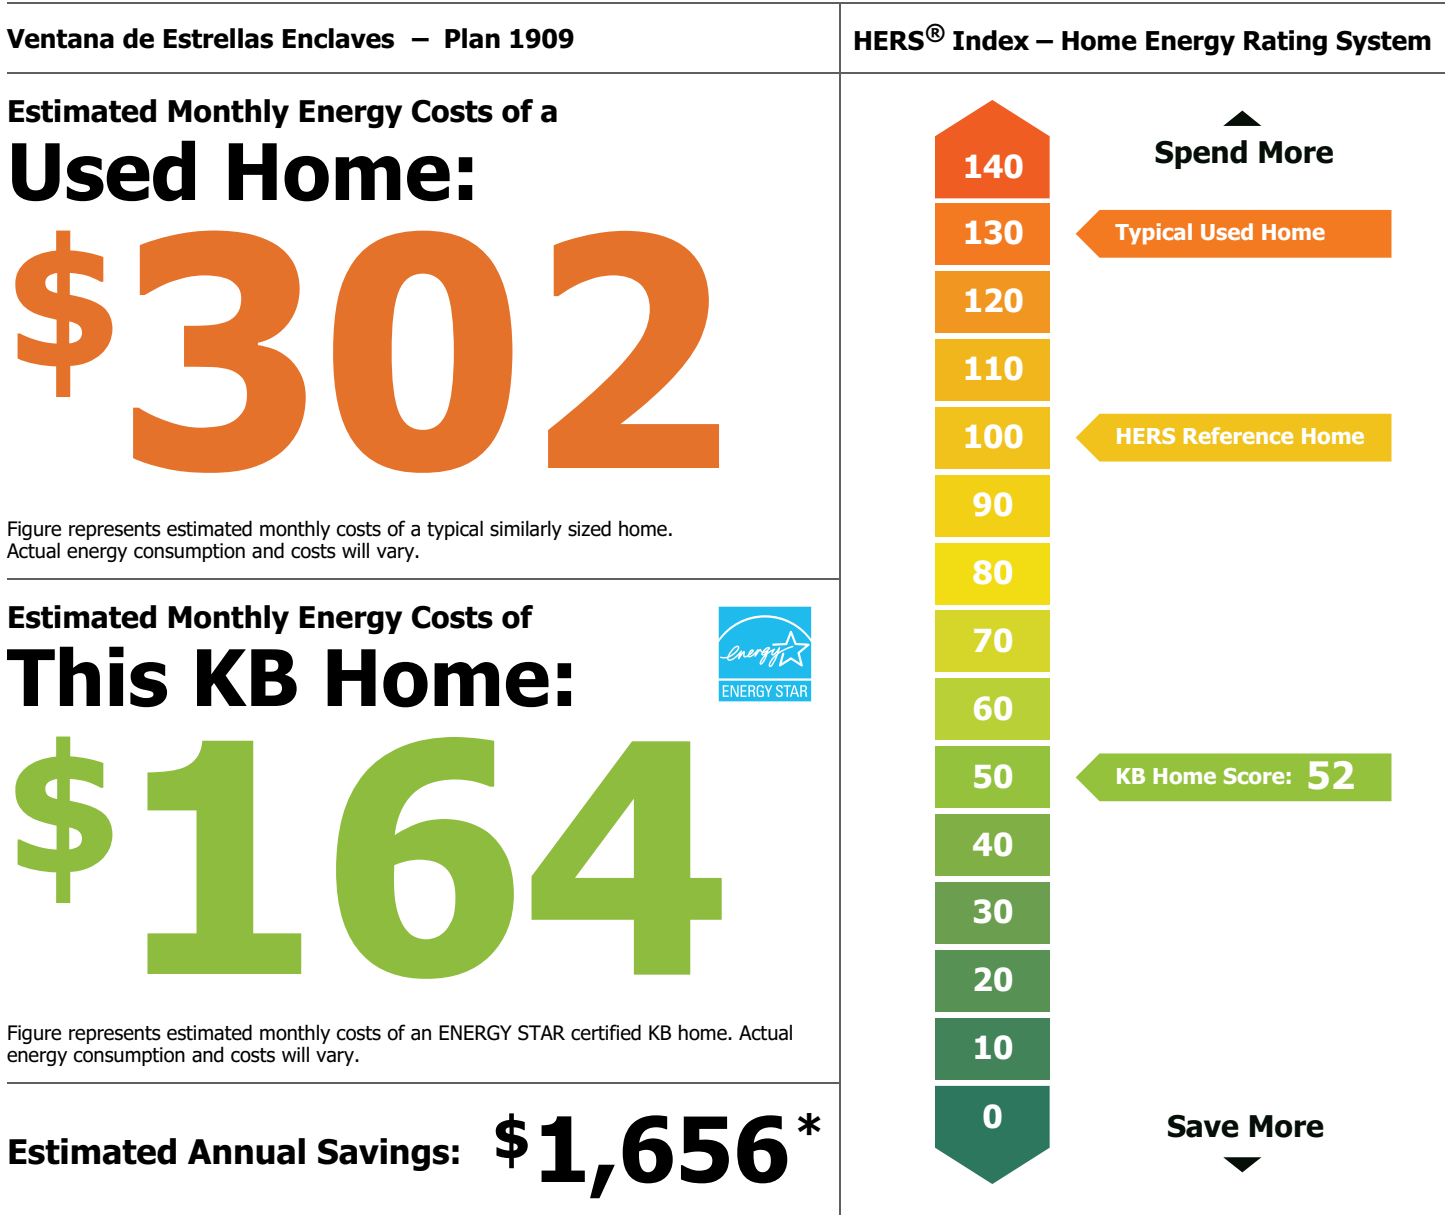 Ventana de Estrellas Enclaves – Plan 1909
Estimated Monthly Energy Costs of a
Used Home:
$302
Figure represents estimated monthly costs of a typical similarly sized home.
Actual energy consumption and costs will vary.
Estimated Monthly Energy Costs of
This KB Home:
energy
ENERGY STAR
$164
Figure represents estimated monthly costs of an ENERGY STAR certified KB home. Actual
energy consumption and costs will vary.
Estimated Annual Savings: $1,656*
HERS® Index – Home Energy Rating System
Spend More
140
130
Typical Used Home
120
110
100
HERS Reference Home
90
80
70
60
50
KB Home Score: 52
40
30
20
10
0
Save More